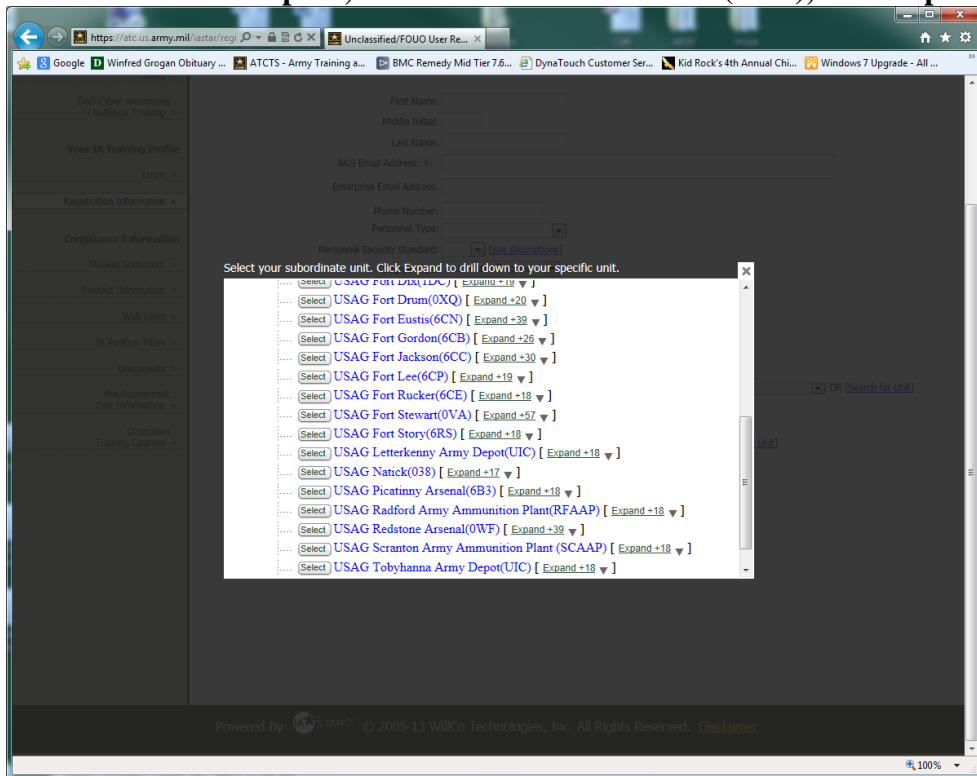 https://atc.us.army.mil/iastar/regi
Unclassified/FOUO User Re...
Google
Winfred Grogan Obituary ...
ATCTS - Army Training a...
BMC Remedy Mid Tier 7.6...
DynaTouch Customer Ser...
Kid Rock's 4th Annual Chi...
Windows 7 Upgrade - All ...
DoD Cyber Awareness
Challenge Training »
First Name:
Middle Initial:
Your IA Training Profile
Last Name:
Login »
AKO Email Address: ?
Enterprise Email Address:
Registration Information »
Phone Number:
Personnel Type:
Compliance Information
Personnel Security Standard: [see descriptions]
Mission Statement »
Contact Information »
Web Links »
IA Position Titles »
Documents »
Pre-Assessment
Test Information »
Classroom
Training Courses »
OR [Search for Unit]
Unit]
Select your subordinate unit. Click Expand to drill down to your specific unit.
Select USAG Fort Dix(1DC) [ Expand +19 ▼ ]
Select USAG Fort Drum(0XQ) [ Expand +20 ▼ ]
Select USAG Fort Eustis(6CN) [ Expand +39 ▼ ]
Select USAG Fort Gordon(6CB) [ Expand +26 ▼ ]
Select USAG Fort Jackson(6CC) [ Expand +30 ▼ ]
Select USAG Fort Lee(6CP) [ Expand +19 ▼ ]
Select USAG Fort Rucker(6CE) [ Expand +18 ▼ ]
Select USAG Fort Stewart(0VA) [ Expand +57 ▼ ]
Select USAG Fort Story(6RS) [ Expand +18 ▼ ]
Select USAG Letterkenny Army Depot(UIC) [ Expand +18 ▼ ]
Select USAG Natick(038) [ Expand +17 ▼ ]
Select USAG Picatinny Arsenal(6B3) [ Expand +18 ▼ ]
Select USAG Radford Army Ammunition Plant(RFAAP) [ Expand +18 ▼ ]
Select USAG Redstone Arsenal(0WF) [ Expand +39 ▼ ]
Select USAG Scranton Army Ammunition Plant (SCAAP) [ Expand +18 ▼ ]
Select USAG Tobyhanna Army Depot(UIC) [ Expand +18 ▼ ]
Powered By IA STAR™ © 2005-13 WillCo Technologies, Inc. All Rights Reserved. Disclaimer
100%